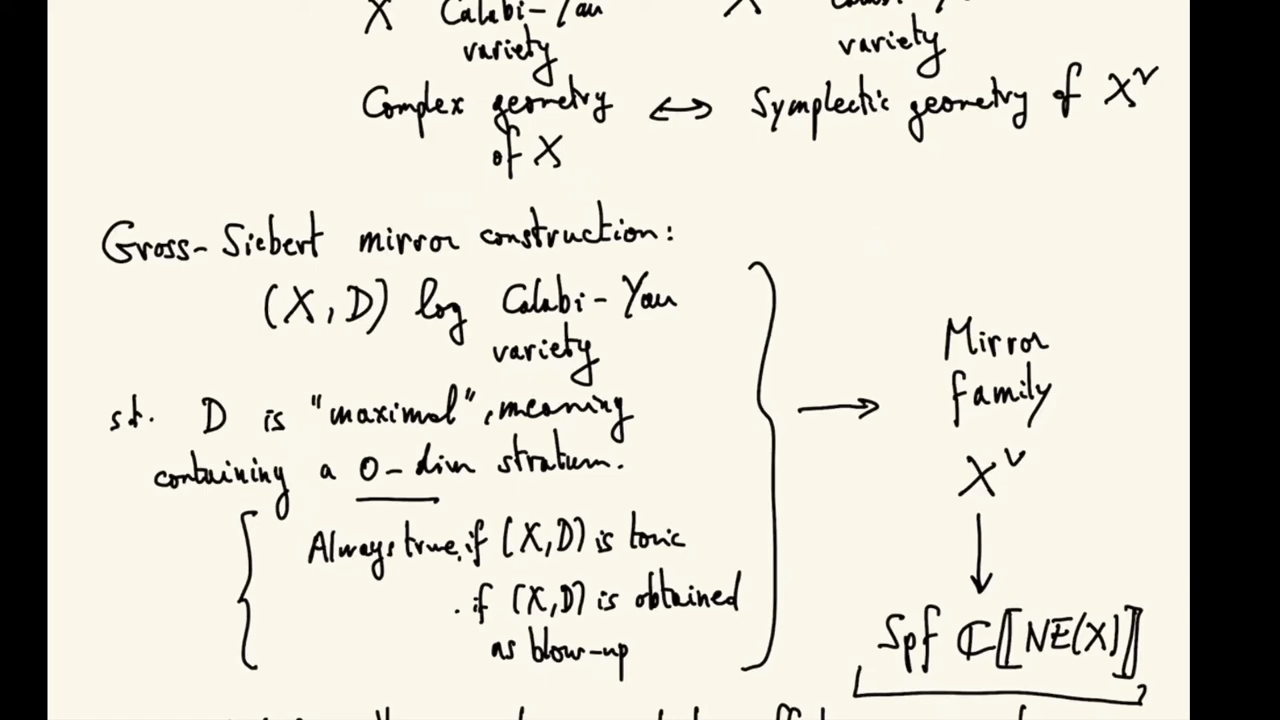 X Calabi-Yau X
variety variety
Complex geometry ↔ Symplectic geometry of X^∨
of X
Gross-Siebert mirror construction:
(X, D) log Calabi-Yau
variety
st. D is "maximal", meaning
containing a 0-dim stratum.
{ Always true, if (X,D) is toric
. if (X,D) is obtained
as blow-up
} →
Mirror
family
X^∨
↓
Spf ℂ⟦NE(X)⟧